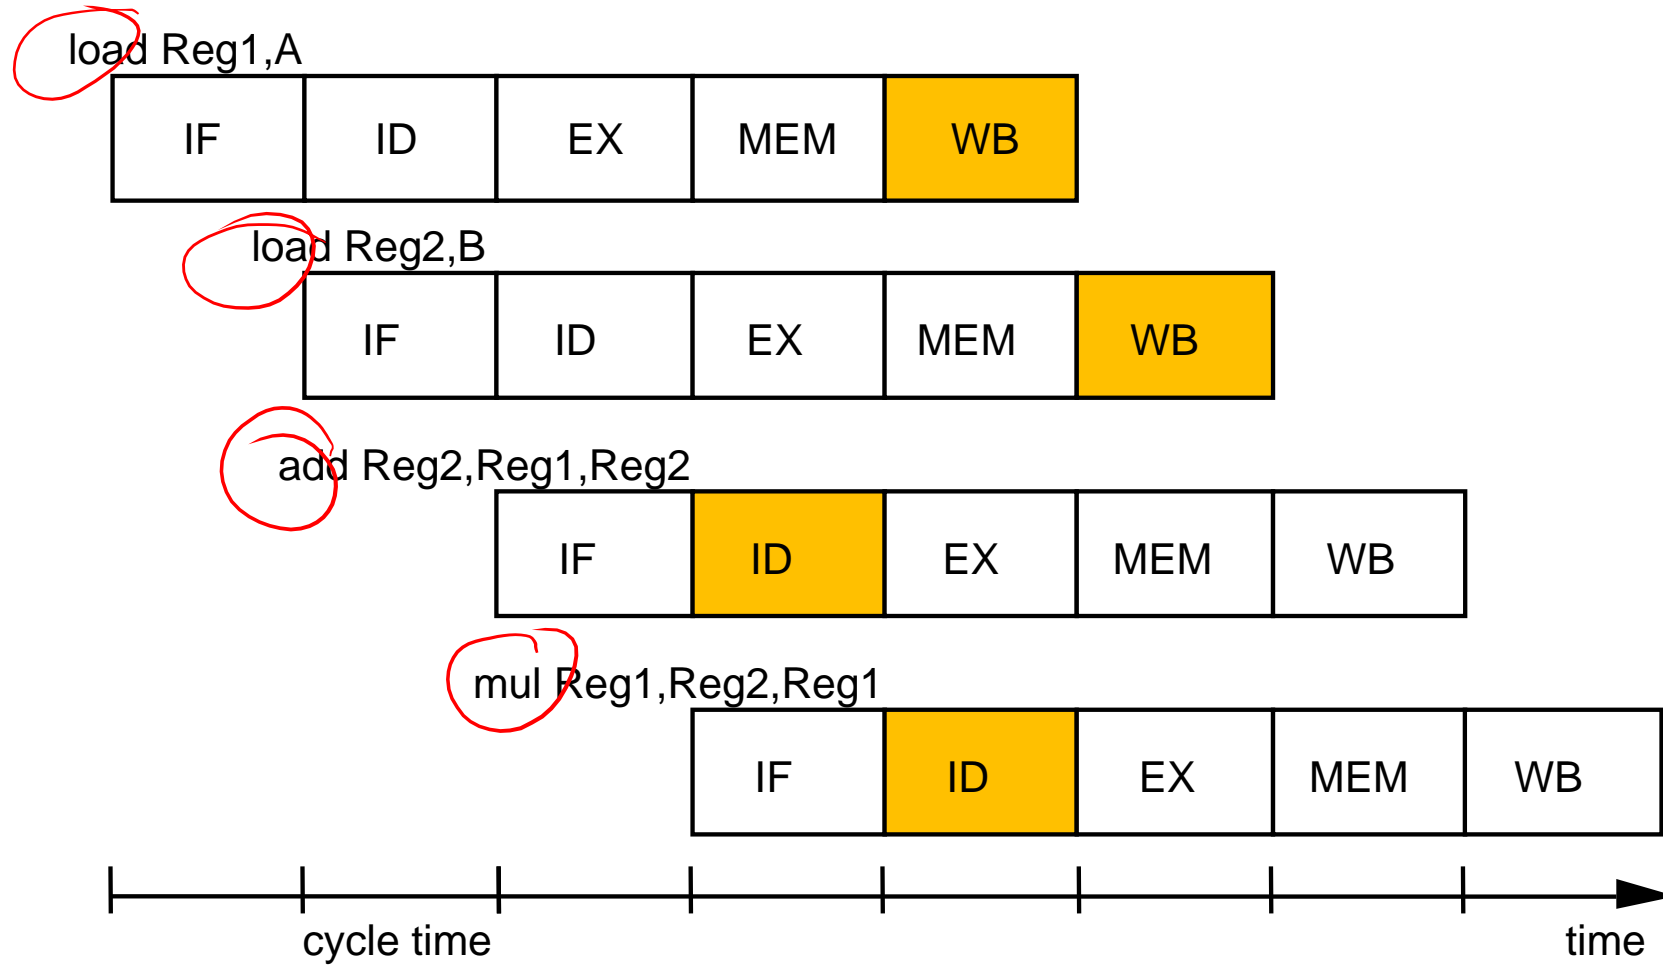 load Reg1,A
IF ID EX MEM WB
load Reg2,B
IF ID EX MEM WB
add Reg2,Reg1,Reg2
IF ID EX MEM WB
mul Reg1,Reg2,Reg1
IF ID EX MEM WB
cycle time time